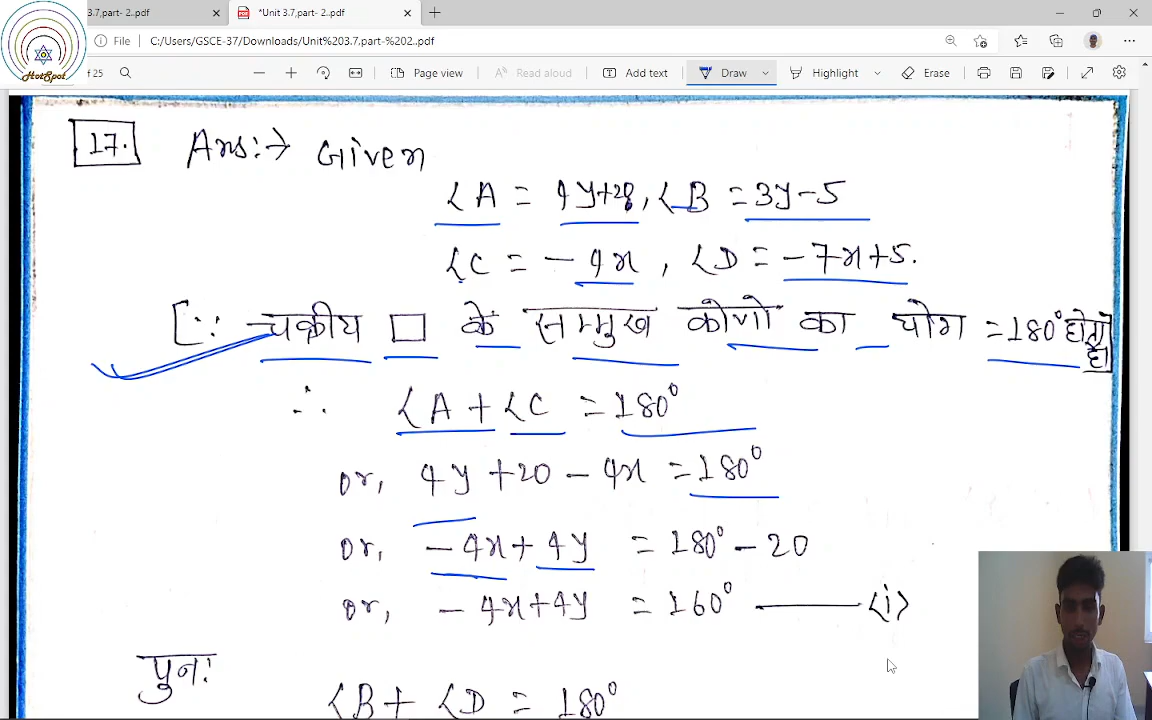 3.7,part- 2..pdf
*Unit 3.7,part- 2..pdf
File C:/Users/GSCE-37/Downloads/Unit%203.7,part-%202..pdf
HotSpot
of 25
Page view
Read aloud
Add text
Draw
Highlight
Erase
17. Ans:→ Given
∠A = 4y+20, ∠B = 3y-5
∠C = - 4x, ∠D = -7x+5.
[∵ चक्रीय □ के सम्मुख कोणो का योग =180° होता है]
∴ ∠A + ∠C = 180°
or, 4y +20 - 4x = 180°
or, - 4x + 4y = 180° - 20
or, - 4x+4y = 160° ——— (i)
पुनः
∠B + ∠D = 180°